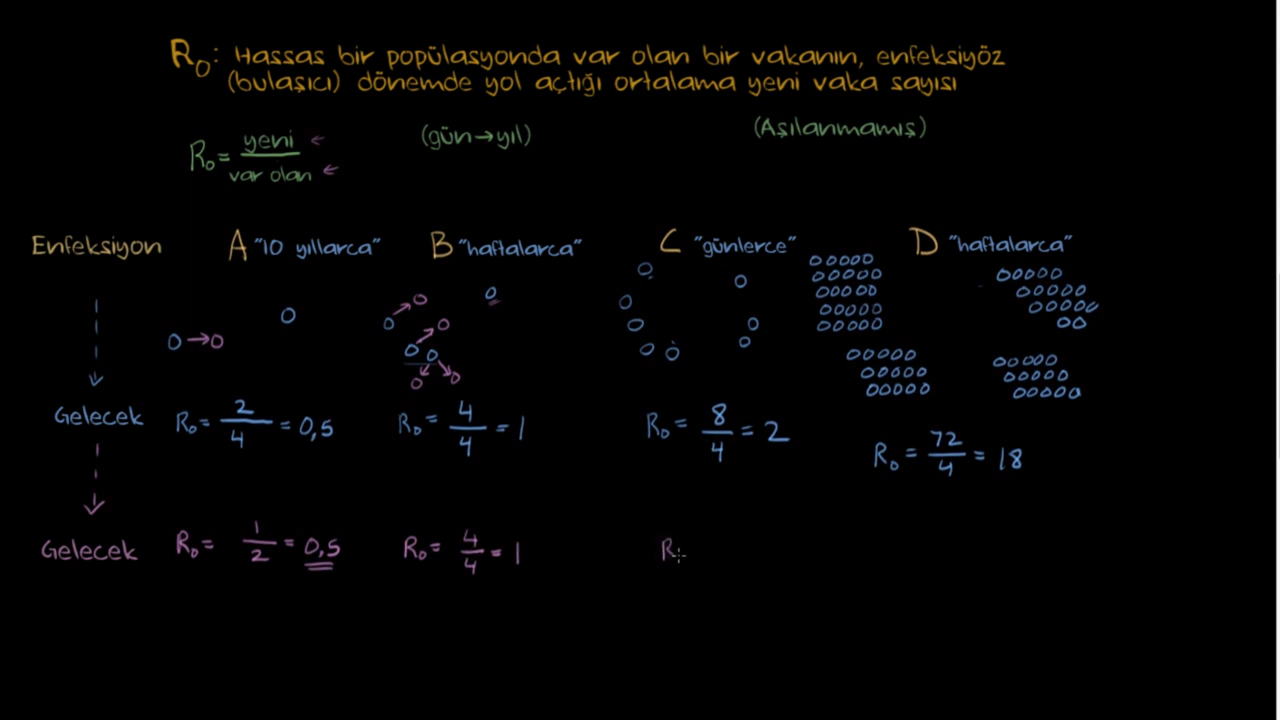 R₀: Hassas bir popülasyonda var olan bir vakanın, enfeksiyöz
(bulaşıcı) dönemde yol açtığı ortalama yeni vaka sayısı
(gün→yıl) (Aşılanmamış)
R₀ = yeni / var olan
Enfeksiyon A "10 yıllarca" B "haftalarca" C "günlerce" D "haftalarca"
Gelecek R₀ = 2/4 = 0,5 R₀ = 4/4 = 1 R₀ = 8/4 = 2 R₀ = 72/4 = 18
Gelecek R₀ = 1/2 = 0,5 R₀ = 4/4 = 1 R